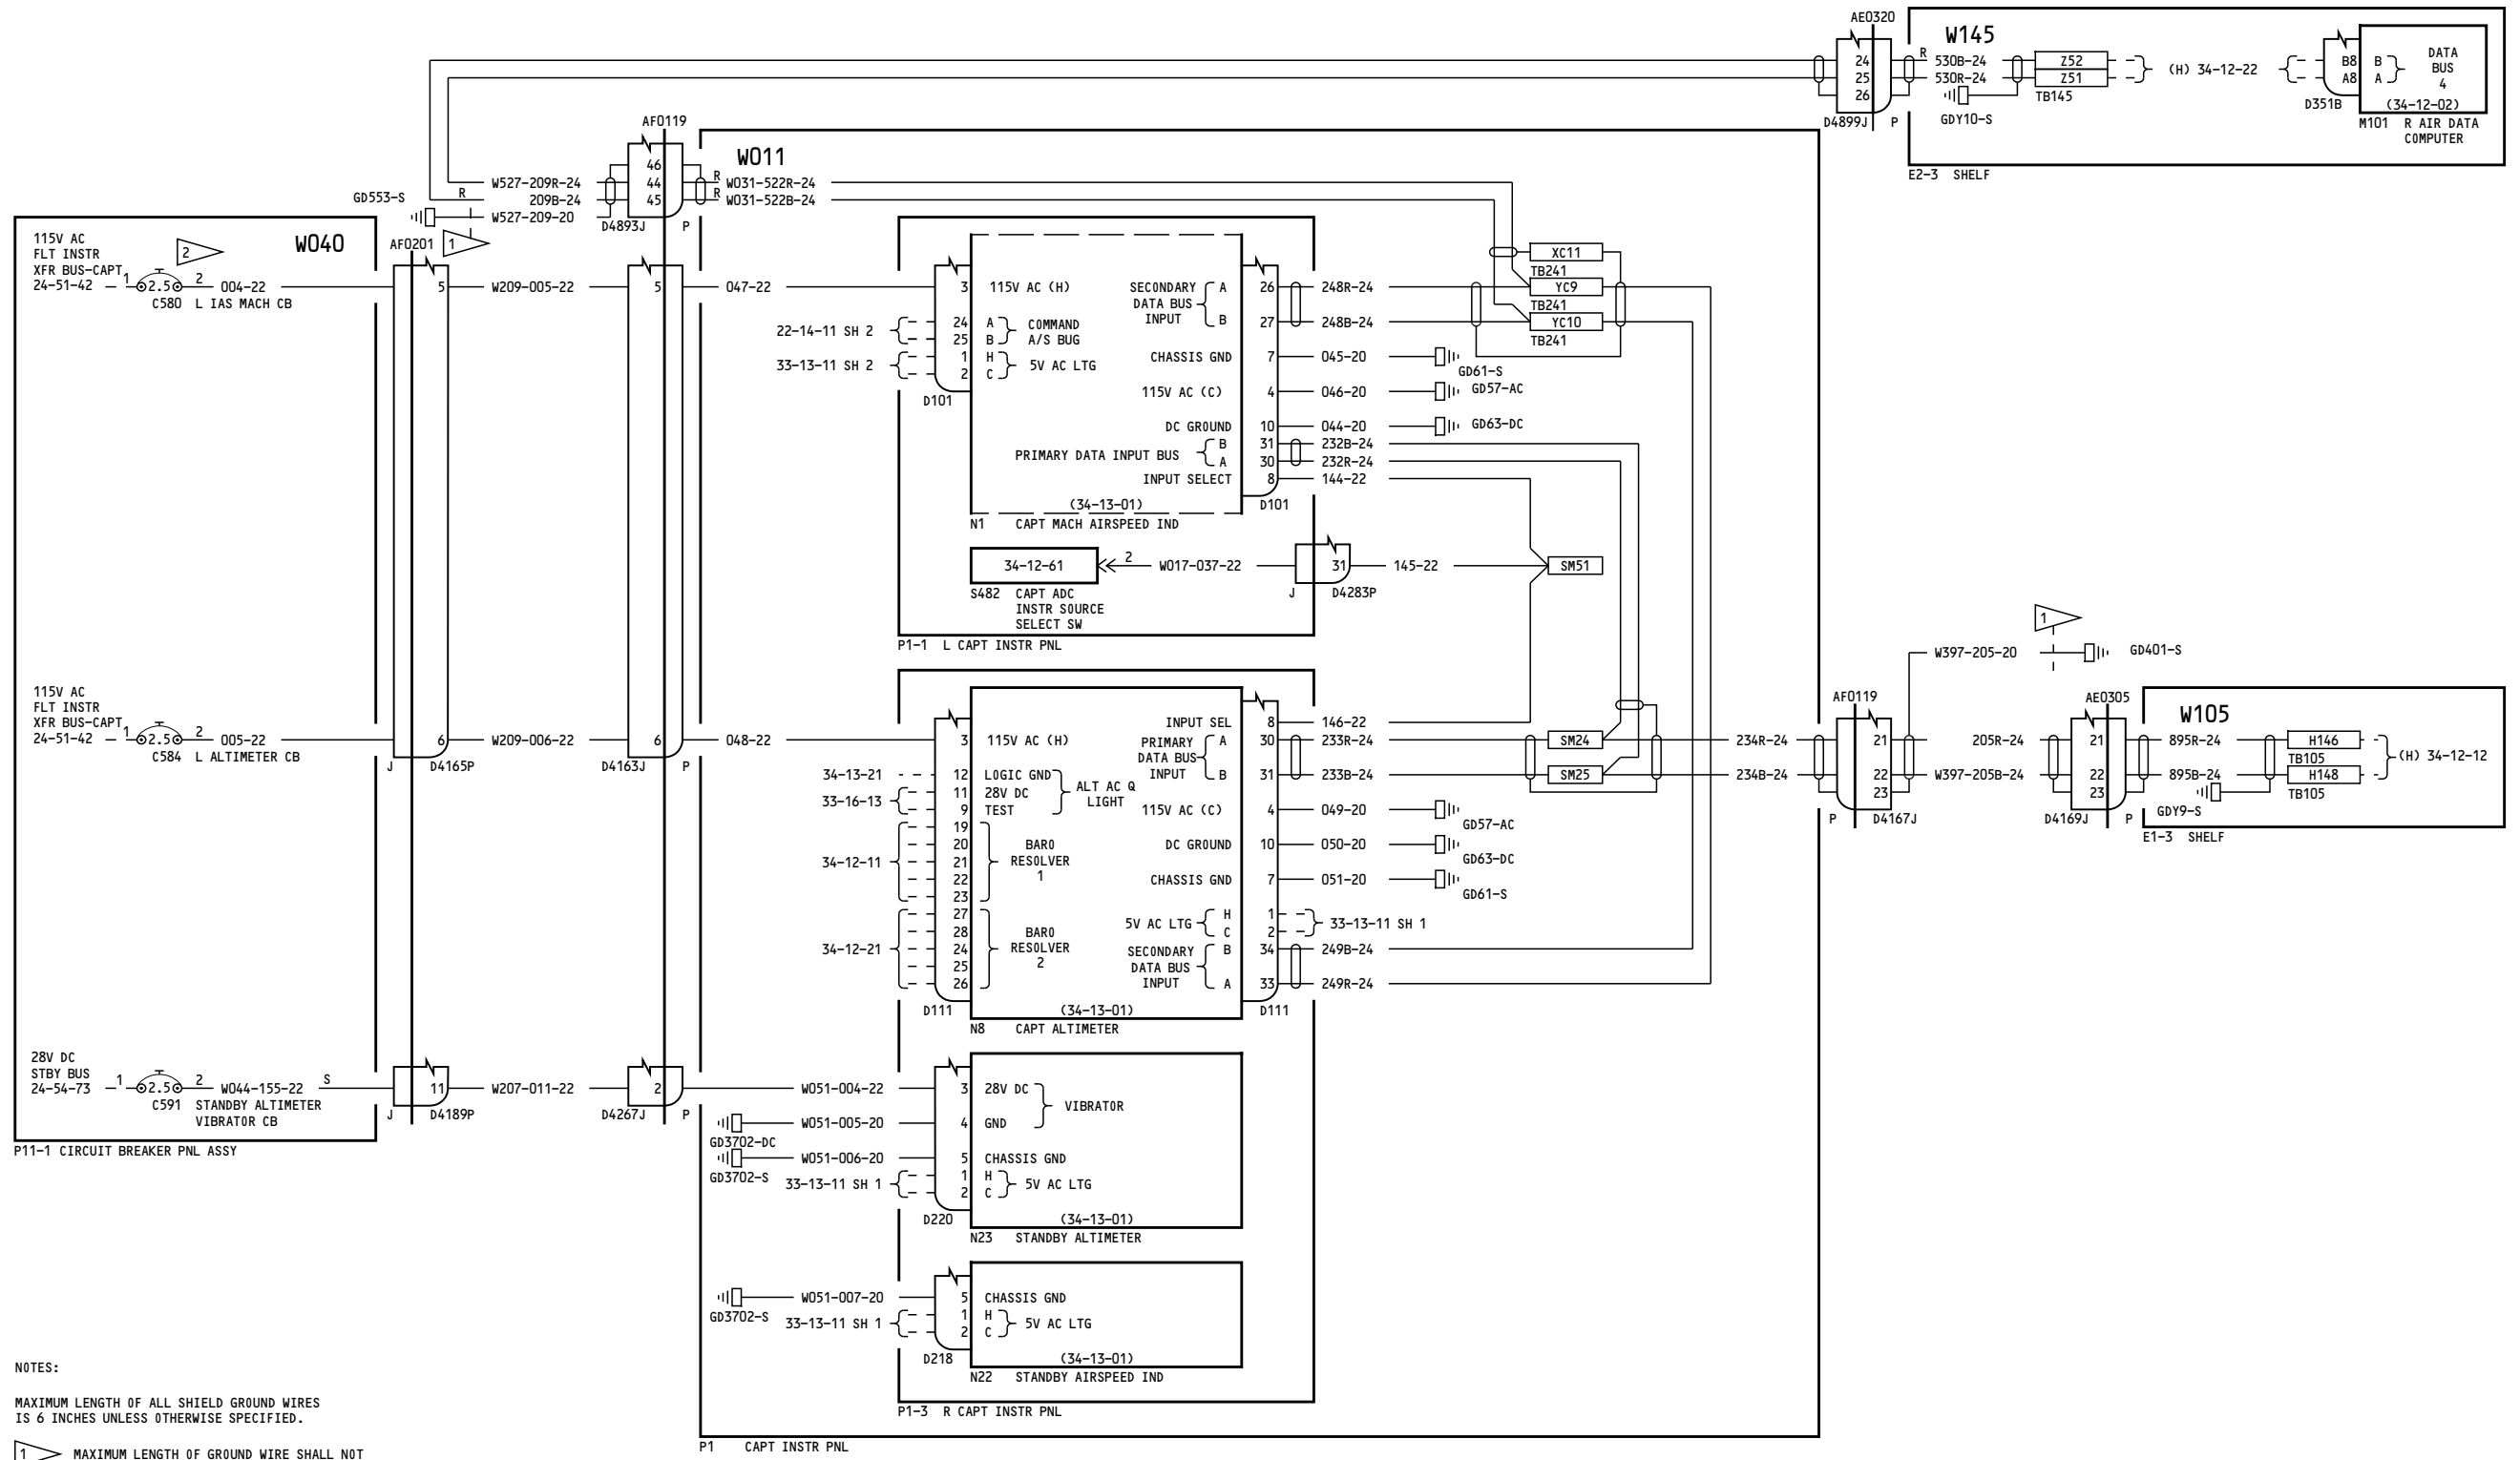 AE0320
W145
24
25
26
R
530B-24
530R-24
Z52
Z51
TB145
GDY10-S
(H) 34-12-22
B8
A8
B
A
DATA
BUS
4
(34-12-02)
D351B
M101 R AIR DATA
COMPUTER
D4899J
P
E2-3 SHELF
AF0119
W011
46
44
45
W527-209R-24
R
209B-24
W527-209-20
GD553-S
D4893J
P
R
W031-522R-24
R
W031-522B-24
1
AF0201
W040
115V AC
FLT INSTR
XFR BUS-CAPT
24-51-42
1
2.5
2
2
004-22
C580 L IAS MACH CB
5
W209-005-22
5
047-22
3
115V AC (H)
22-14-11 SH 2
24
25
A
B
COMMAND
A/S BUG
33-13-11 SH 2
1
2
H
C
5V AC LTG
D101
SECONDARY
DATA BUS
INPUT
A
B
26
27
248R-24
248B-24
XC11
TB241
YC9
TB241
YC10
TB241
CHASSIS GND
7
045-20
GD61-S
115V AC (C)
4
046-20
GD57-AC
DC GROUND
10
044-20
GD63-DC
PRIMARY DATA INPUT BUS
B
A
31
30
232B-24
232R-24
INPUT SELECT
8
144-22
(34-13-01)
D101
N1 CAPT MACH AIRSPEED IND
34-12-61
2
W017-037-22
31
145-22
SM51
S482 CAPT ADC
INSTR SOURCE
SELECT SW
J
D4283P
P1-1 L CAPT INSTR PNL
115V AC
FLT INSTR
XFR BUS-CAPT
24-51-42
1
2.5
2
005-22
C584 L ALTIMETER CB
6
J
D4165P
W209-006-22
6
D4163J
P
048-22
3
115V AC (H)
34-13-21
12
LOGIC GND
33-16-13
11
9
28V DC
TEST
ALT AC Q
LIGHT
34-12-11
19
20
21
22
23
BARO
RESOLVER
1
34-12-21
27
28
24
25
26
BARO
RESOLVER
2
D111
INPUT SEL
8
146-22
PRIMARY
DATA BUS
INPUT
A
B
30
31
233R-24
233B-24
SM24
SM25
115V AC (C)
4
049-20
GD57-AC
DC GROUND
10
050-20
GD63-DC
CHASSIS GND
7
051-20
GD61-S
5V AC LTG
H
C
1
2
33-13-11 SH 1
SECONDARY
DATA BUS
INPUT
B
A
34
33
249B-24
249R-24
(34-13-01)
D111
N8 CAPT ALTIMETER
234R-24
234B-24
AF0119
21
22
23
P
D4167J
1
W397-205-20
GD401-S
205R-24
W397-205B-24
AE0305
21
22
23
D4169J
P
W105
895R-24
895B-24
H146
TB105
H148
TB105
GDY9-S
(H) 34-12-12
E1-3 SHELF
28V DC
STBY BUS
24-54-73
1
2.5
2
W044-155-22
S
C591 STANDBY ALTIMETER
VIBRATOR CB
11
J
D4189P
W207-011-22
2
D4267J
P
W051-004-22
3
28V DC
GD3702-DC
W051-005-20
4
GND
VIBRATOR
GD3702-S
W051-006-20
5
CHASSIS GND
33-13-11 SH 1
1
2
H
C
5V AC LTG
D220
(34-13-01)
N23 STANDBY ALTIMETER
P11-1 CIRCUIT BREAKER PNL ASSY
GD3702-S
W051-007-20
5
CHASSIS GND
33-13-11 SH 1
1
2
H
C
5V AC LTG
D218
(34-13-01)
N22 STANDBY AIRSPEED IND
P1-3 R CAPT INSTR PNL
P1 CAPT INSTR PNL
NOTES:
MAXIMUM LENGTH OF ALL SHIELD GROUND WIRES
IS 6 INCHES UNLESS OTHERWISE SPECIFIED.
1 MAXIMUM LENGTH OF GROUND WIRE SHALL NOT